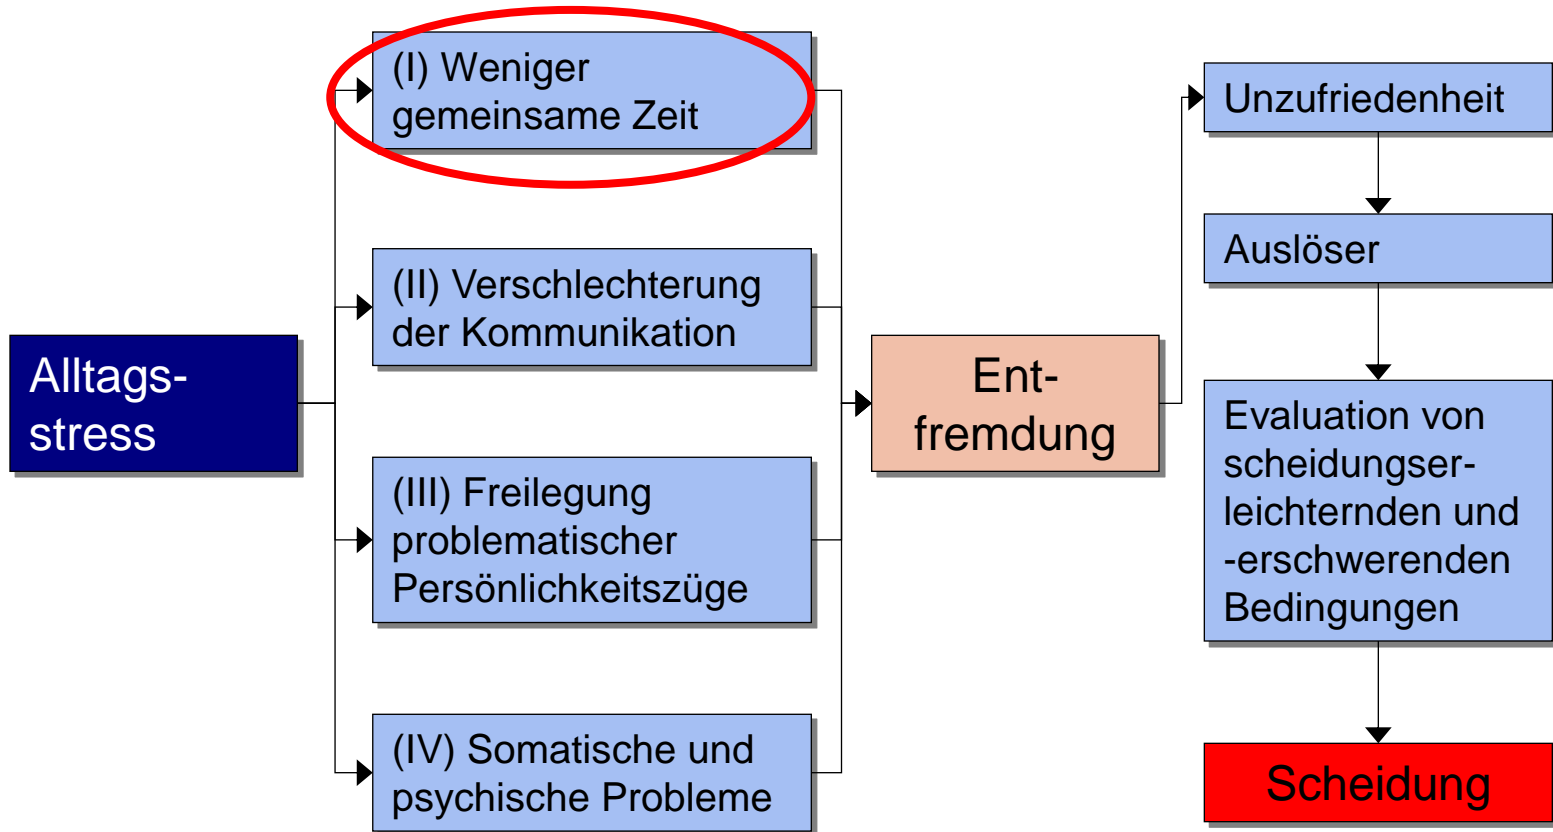 Alltags-
stress
(I) Weniger
gemeinsame Zeit
(II) Verschlechterung
der Kommunikation
(III) Freilegung
problematischer
Persönlichkeitszüge
(IV) Somatische und
psychische Probleme
Ent-
fremdung
Unzufriedenheit
Auslöser
Evaluation von
scheidungser-
leichternden und
-erschwerenden
Bedingungen
Scheidung